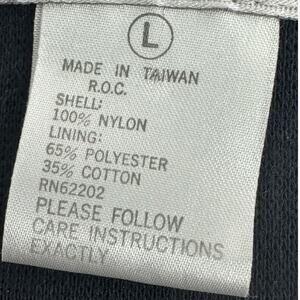 L
MADE IN TAIWAN
R.O.C.
SHELL:
100% NYLON
LINING:
65% POLYESTER
35% COTTON
RN62202
PLEASE FOLLOW
CARE INSTRUCTIONS
EXACTLY